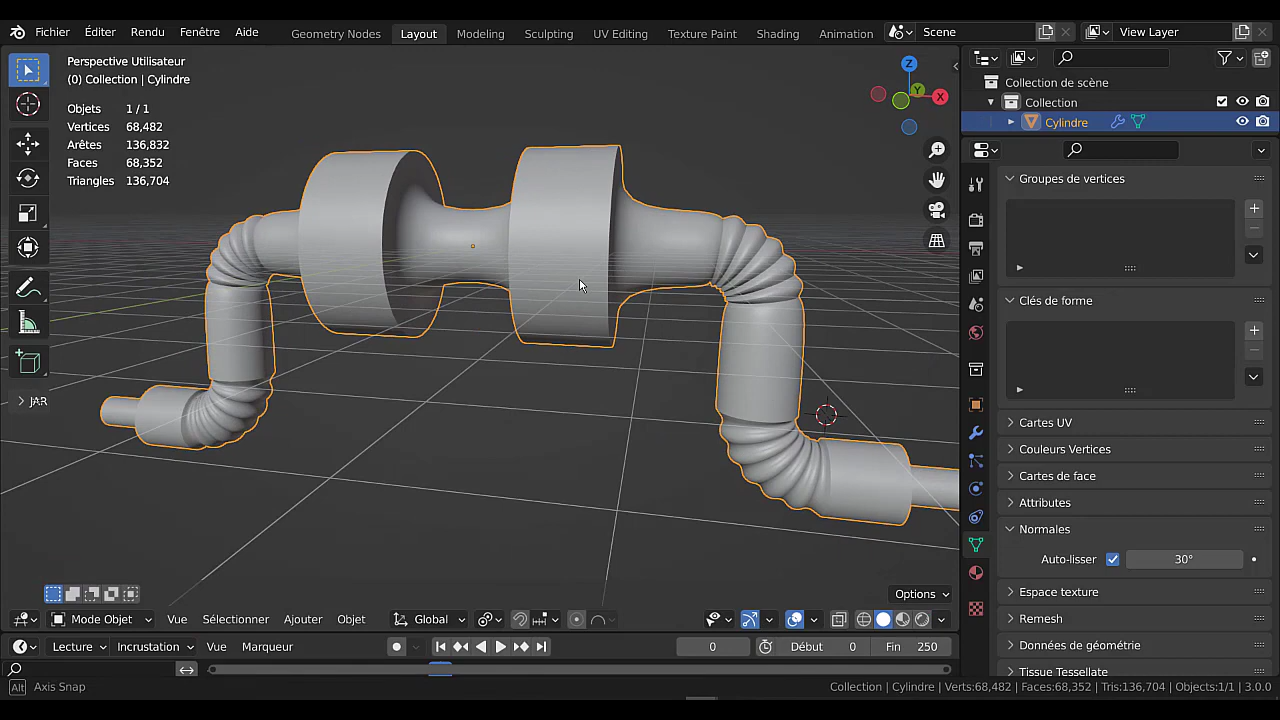 Fichier Éditer Rendu Fenêtre Aide
Geometry Nodes Layout Modeling Sculpting UV Editing Texture Paint Shading Animation
Scene
View Layer
Perspective Utilisateur
(0) Collection | Cylindre
Objets 1 / 1
Vertices 68,482
Arêtes 136,832
Faces 68,352
Triangles 136,704
JAR
Z
Y
X
Options
Mode Objet Vue Sélectionner Ajouter Objet Global
Lecture Incrustation Vue Marqueur
0 Début 0 Fin 250
Collection de scène
Collection
Cylindre
Groupes de vertices
Clés de forme
Cartes UV
Couleurs Vertices
Cartes de face
Attributes
Normales
Auto-lisser 30°
Espace texture
Remesh
Données de géométrie
Tissue Tessellate
Alt Axis Snap
Collection | Cylindre | Verts:68,482 | Faces:68,352 | Tris:136,704 | Objects:1/1 | 3.0.0